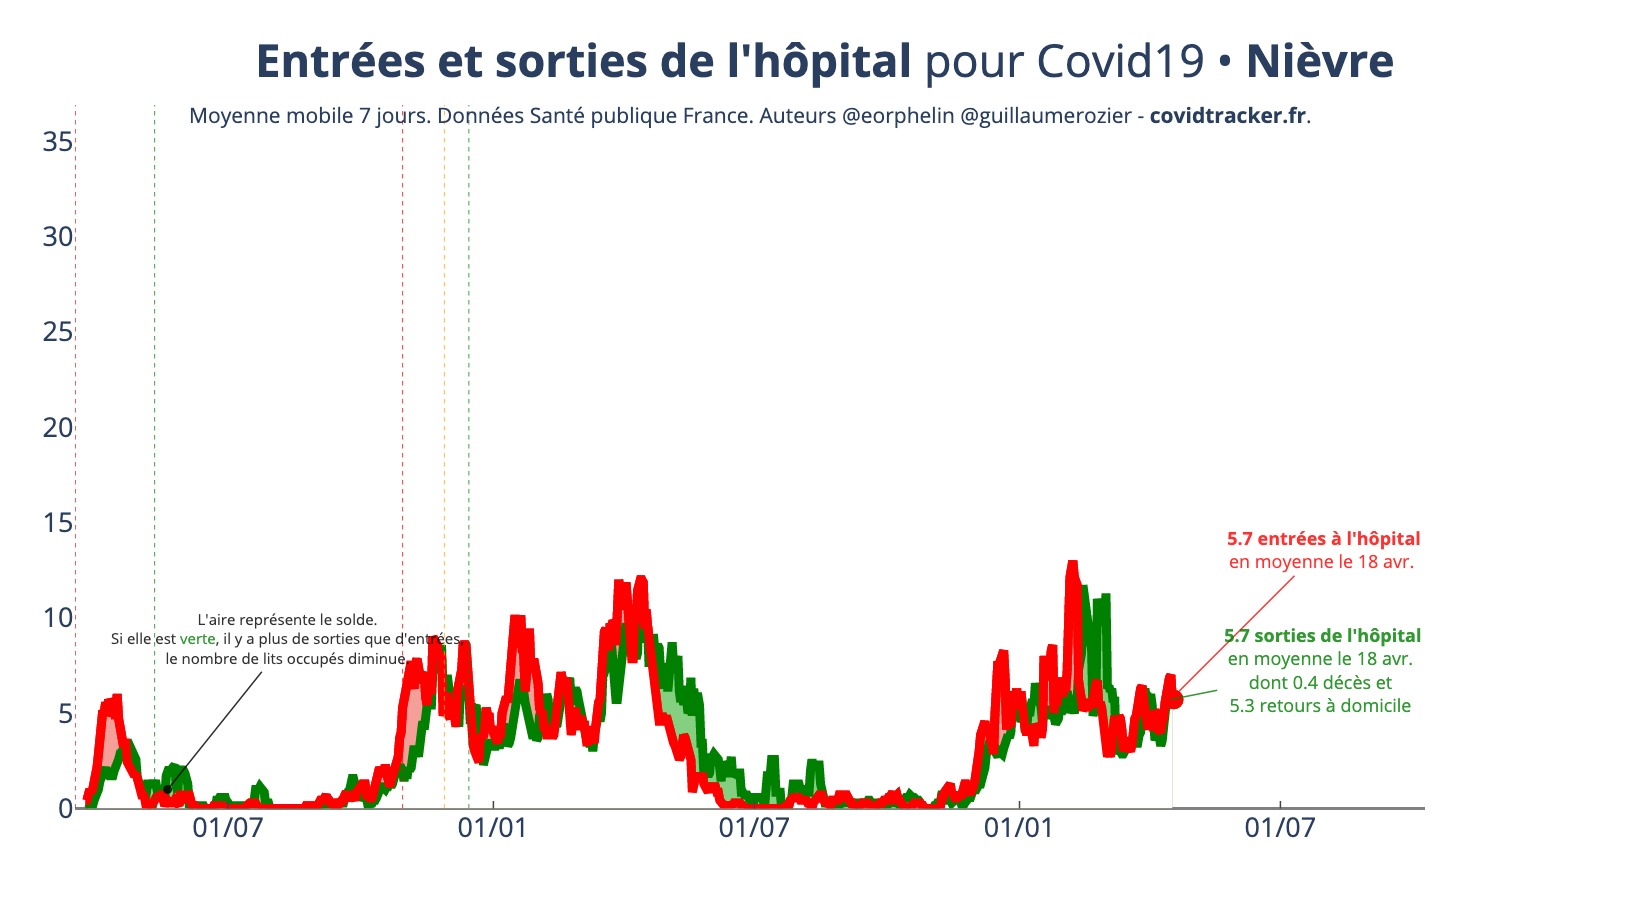 Entrées et sorties de l'hôpital pour Covid19 • Nièvre
Moyenne mobile 7 jours. Données Santé publique France. Auteurs @eorphelin @guillaumerozier - covidtracker.fr.
35
30
25
20
15
10
5
0
L'aire représente le solde.
Si elle est verte, il y a plus de sorties que d'entrées,
le nombre de lits occupés diminue.
5.7 entrées à l'hôpital
en moyenne le 18 avr.
5.7 sorties de l'hôpital
en moyenne le 18 avr.
dont 0.4 décès et
5.3 retours à domicile
01/07
01/01
01/07
01/01
01/07